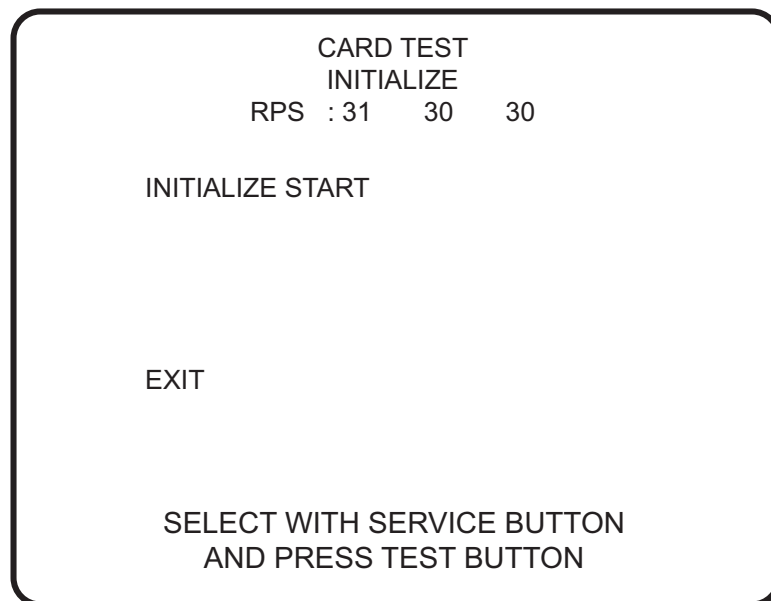 CARD TEST
INITIALIZE
RPS : 31 30 30
INITIALIZE START
EXIT
SELECT WITH SERVICE BUTTON
AND PRESS TEST BUTTON